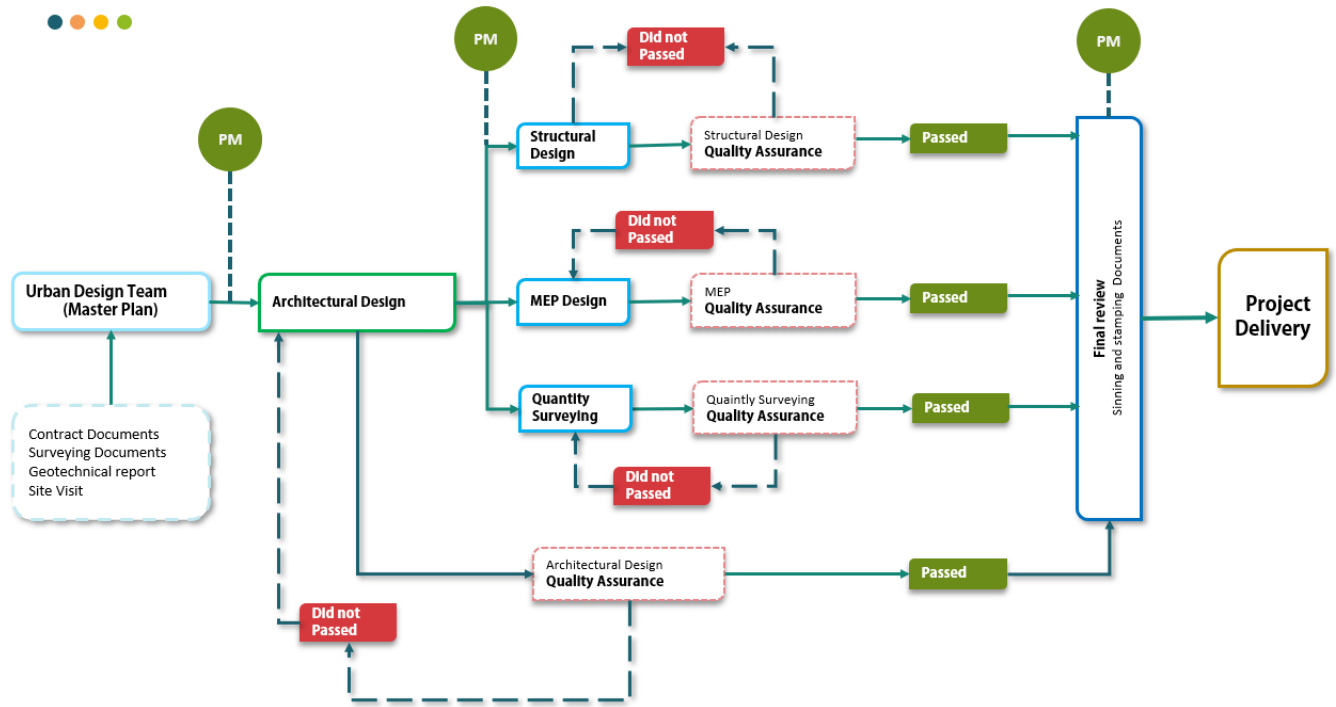 PM
PM
PM
Did not
Passed
Structural
Design
Structural Design
Quality Assurance
Passed
Did not
Passed
Urban Design Team
(Master Plan)
Architectural Design
MEP Design
MEP
Quality Assurance
Passed
Final review
Sinning and stamping Documents
Project
Delivery
Contract Documents
Surveying Documents
Geotechnical report
Site Visit
Quantity
Surveying
Quaintly Surveying
Quality Assurance
Passed
Did not
Passed
Architectural Design
Quality Assurance
Passed
Did not
Passed